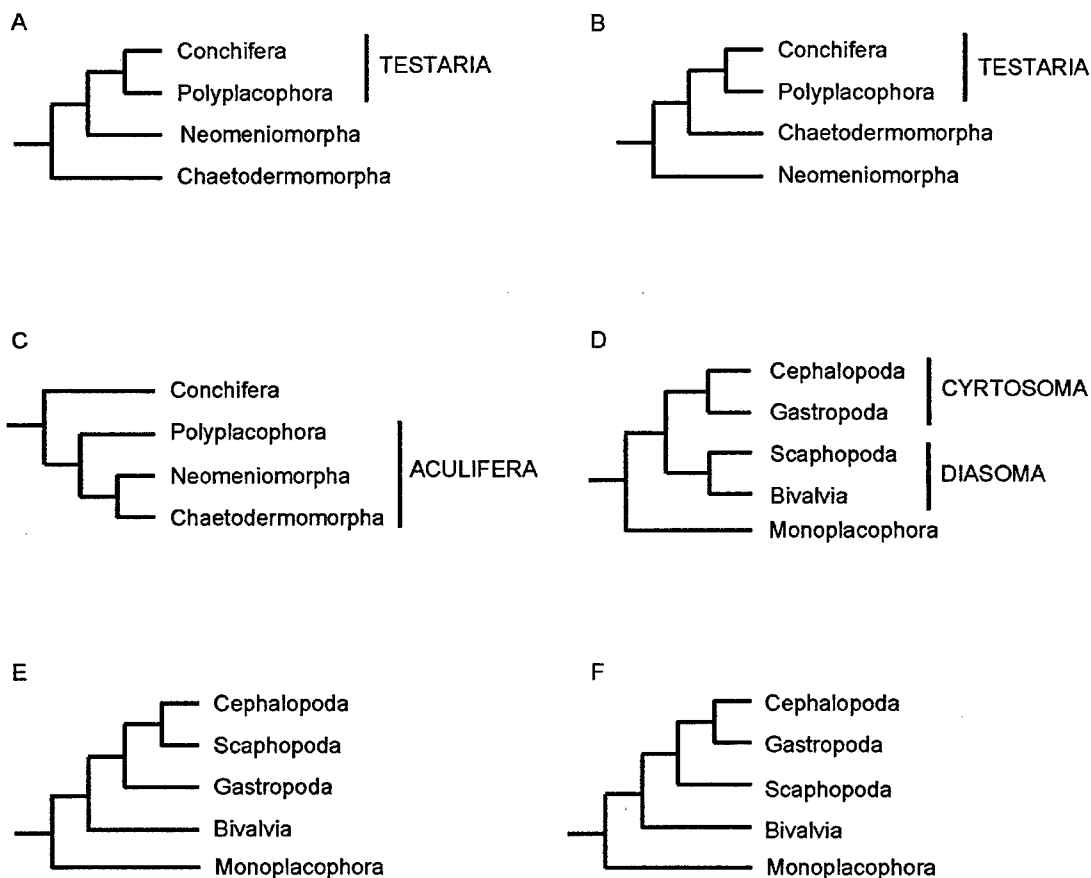 A
Conchifera
Polyplacophora
TESTARIA
Neomeniomorpha
Chaetodermomorpha
B
Conchifera
Polyplacophora
TESTARIA
Chaetodermomorpha
Neomeniomorpha
C
Conchifera
Polyplacophora
Neomeniomorpha
ACULIFERA
Chaetodermomorpha
D
Cephalopoda
CYRTOSOMA
Gastropoda
Scaphopoda
DIASOMA
Bivalvia
Monoplacophora
E
Cephalopoda
Scaphopoda
Gastropoda
Bivalvia
Monoplacophora
F
Cephalopoda
Gastropoda
Scaphopoda
Bivalvia
Monoplacophora